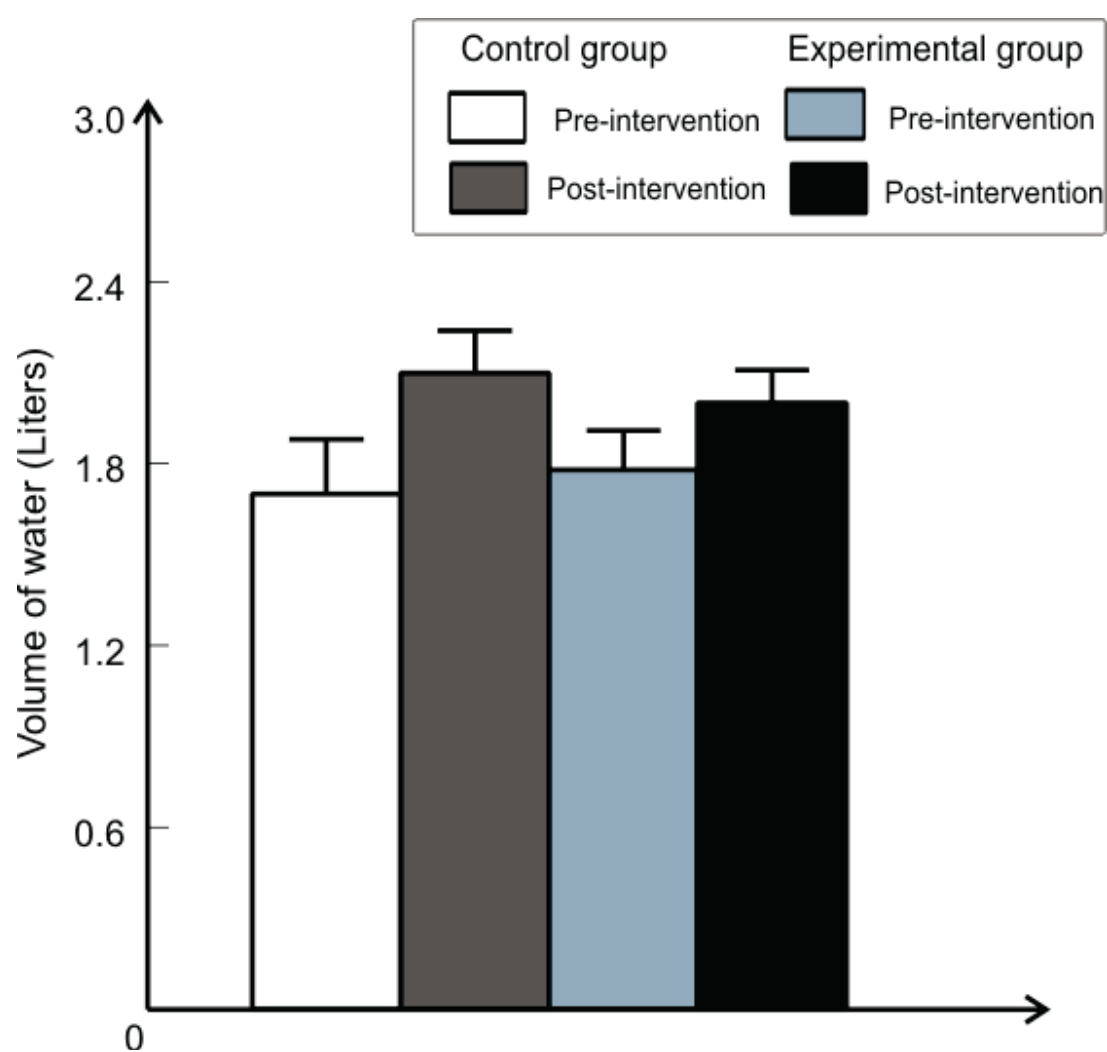 Control group Experimental group
Pre-intervention Pre-intervention
Post-intervention Post-intervention
3.0
2.4
1.8
1.2
0.6
0
Volume of water (Liters)